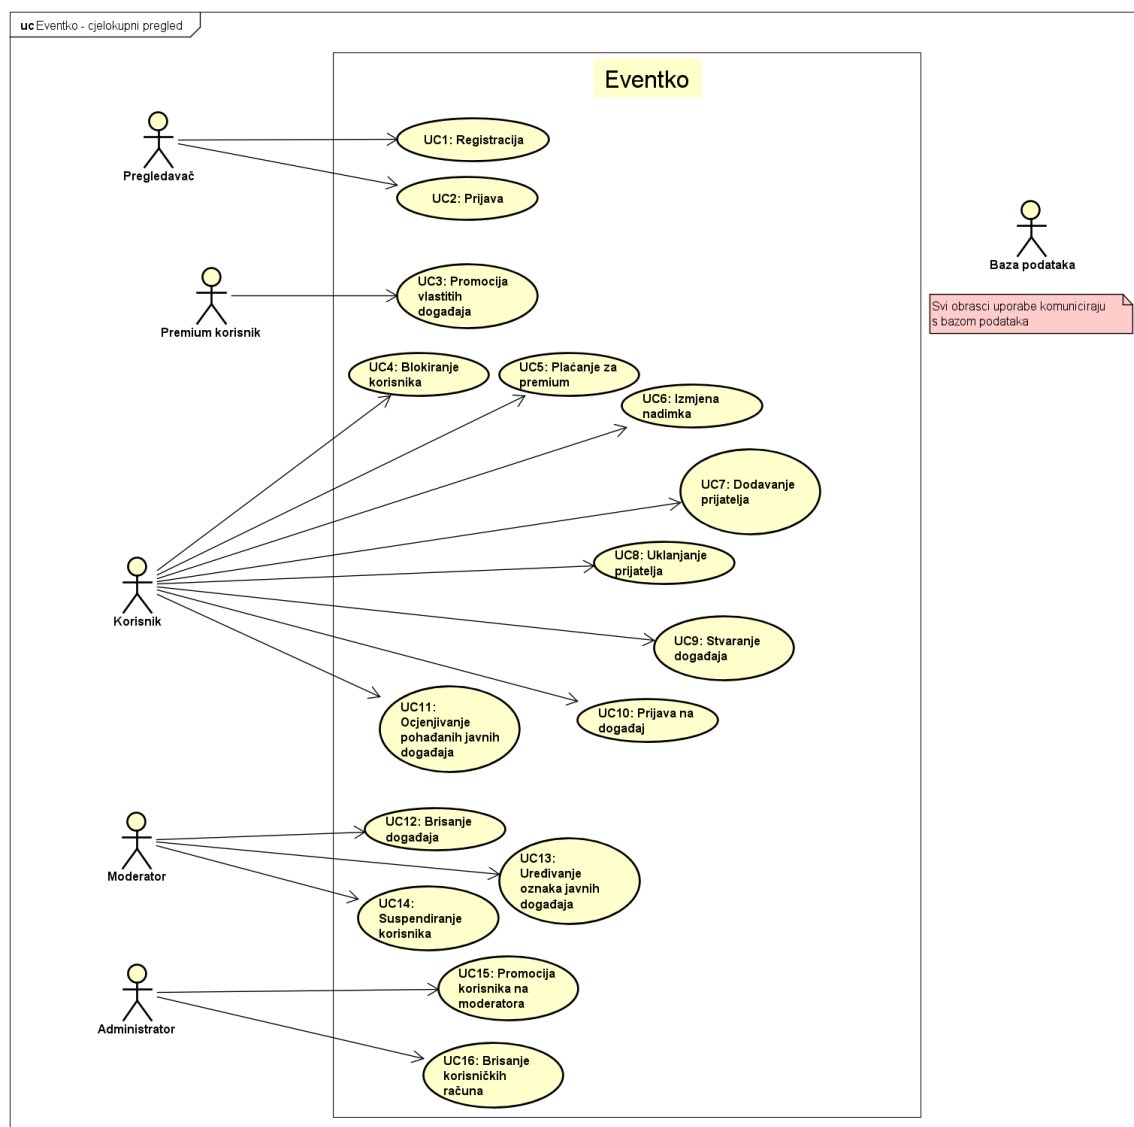 uc Eventko - cjelokupni pregled
Eventko
Pregledavač
UC1: Registracija
UC2: Prijava
Baza podataka
Svi obrasci uporabe komuniciraju
s bazom podataka
Premium korisnik
UC3: Promocija
vlastitih
događaja
UC4: Blokiranje
korisnika
UC5: Plaćanje za
premium
UC6: Izmjena
nadimka
UC7: Dodavanje
prijatelja
UC8: Uklanjanje
prijatelja
Korisnik
UC9: Stvaranje
događaja
UC10: Prijava na
događaj
UC11:
Ocjenjivanje
pohađanih javnih
događaja
Moderator
UC12: Brisanje
događaja
UC13:
Uređivanje
oznaka javnih
događaja
UC14:
Suspendiranje
korisnika
Administrator
UC15: Promocija
korisnika na
moderatora
UC16: Brisanje
korisničkih
računa